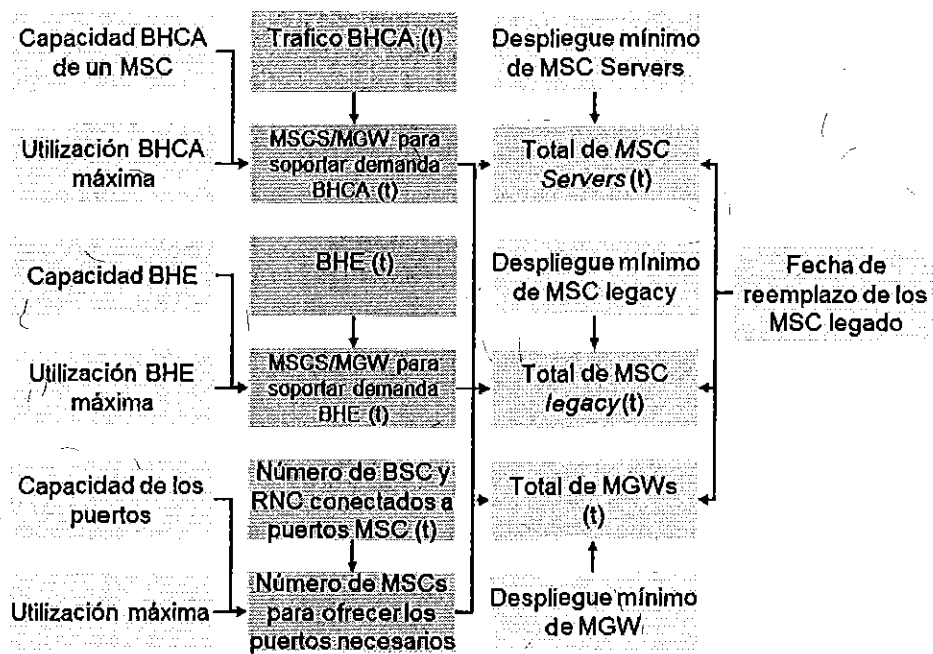 Capacidad BHCA
de un MSC
Trafico BHCA (t)
Despliegue mínimo
de MSC Servers
Utilización BHCA
máxima
MSCS/MGW para
soportar demanda
BHCA (t)
Total de MSC
Servers (t)
Capacidad BHE
BHE (t)
Despliegue mínimo
de MSC legacy
Fecha de
reemplazo de los
MSC legado
Utilización BHE
máxima
MSCS/MGW para
soportar demanda
BHE (t)
Total de MSC
legacy (t)
Capacidad de los
puertos
Número de BSC y
RNC conectados a
puertos MSC (t)
Total de MGWs
(t)
Utilización máxima
Número de MSCs
para ofrecer los
puertos necesarios
Despliegue mínimo
de MGW